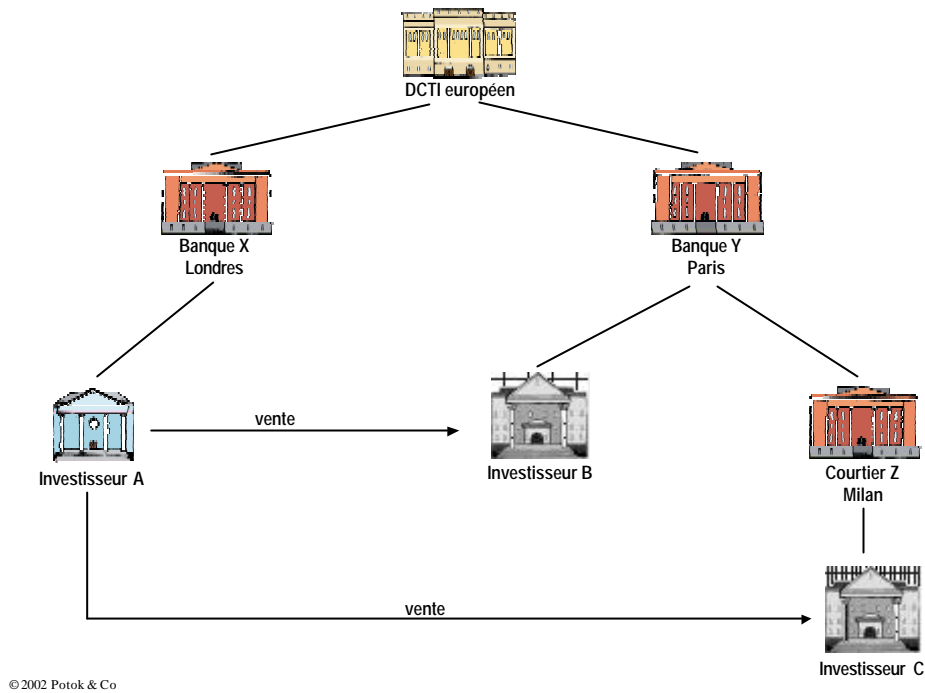 DCTI européen
Banque X
Londres
Banque Y
Paris
vente
Investisseur A
Investisseur B
Courtier Z
Milan
vente
Investisseur C
© 2002 Potok & Co